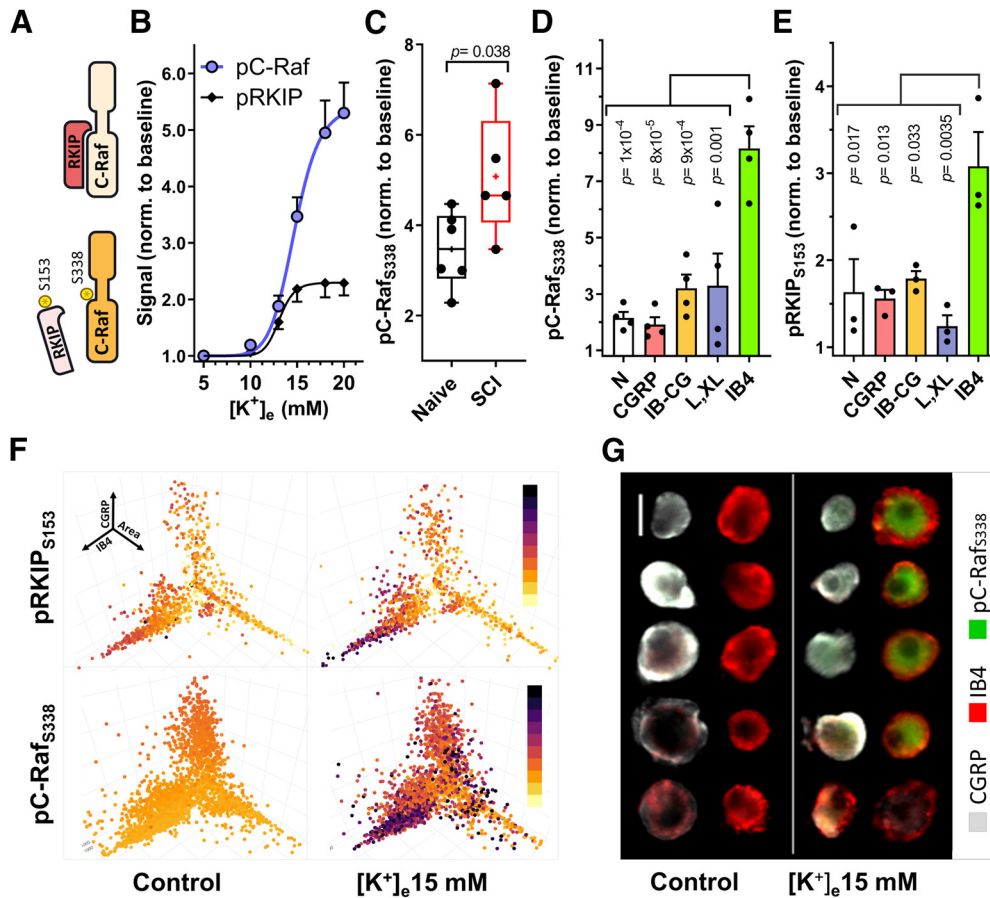 A
RKIP
C-Raf
S153
S338
RKIP
C-Raf
B
Signal (norm. to baseline)
6.0
5.0
4.0
3.0
2.0
1.0
pC-Raf
pRKIP
5 10 15 20
[K⁺]e (mM)
C
pC-RafS338 (norm. to baseline)
8
6
4
2
p= 0.038
Naive
SCI
D
pC-RafS338 (norm. to baseline)
11
9
7
5
3
1
p= 1x10⁻⁴
p= 8x10⁻⁵
p= 9x10⁻⁴
p= 0.001
N
CGRP
IB-CG
L,XL
IB4
E
pRKIPS153 (norm. to baseline)
4
3
2
1
p= 0.017
p= 0.013
p= 0.033
p= 0.0035
N
CGRP
IB-CG
L,XL
IB4
F
pRKIPS153
CGRP
Area
IB4
pC-RafS338
Control
[K⁺]e15 mM
G
CGRP
IB4
pC-RafS338
Control
[K⁺]e15 mM